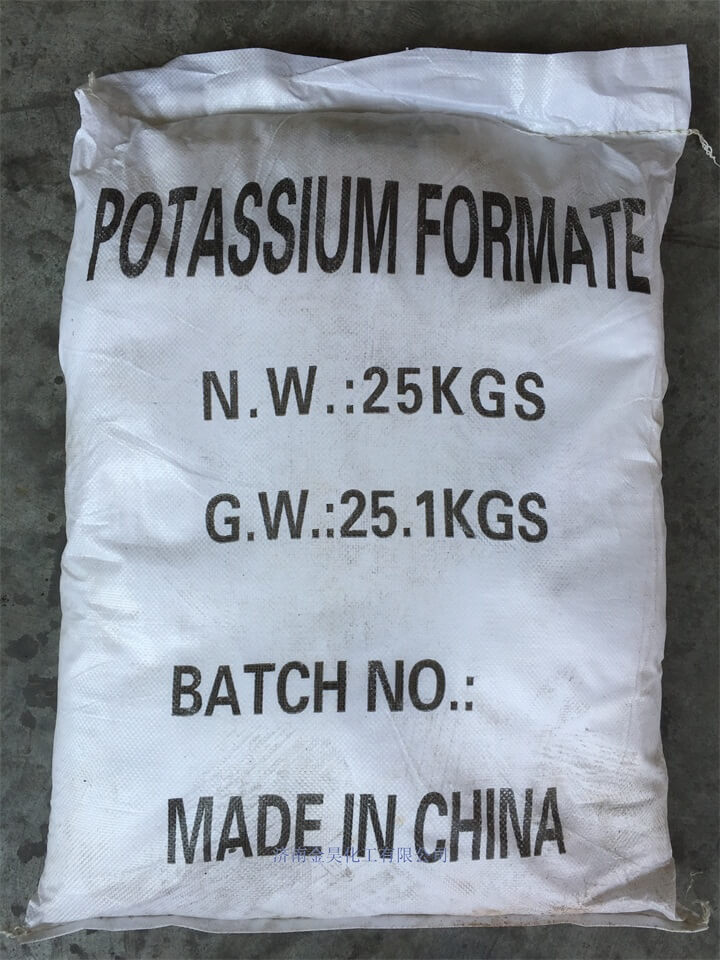 POTASSIUM FORMATE
N.W.:25KGS
G.W.:25.1KGS
BATCH NO.:
MADE IN CHINA
济南金昊化工有限公司